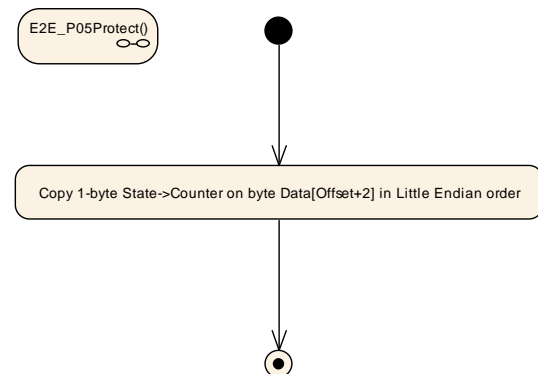 E2E_P05Protect()
Copy 1-byte State->Counter on byte Data[Offset+2] in Little Endian order